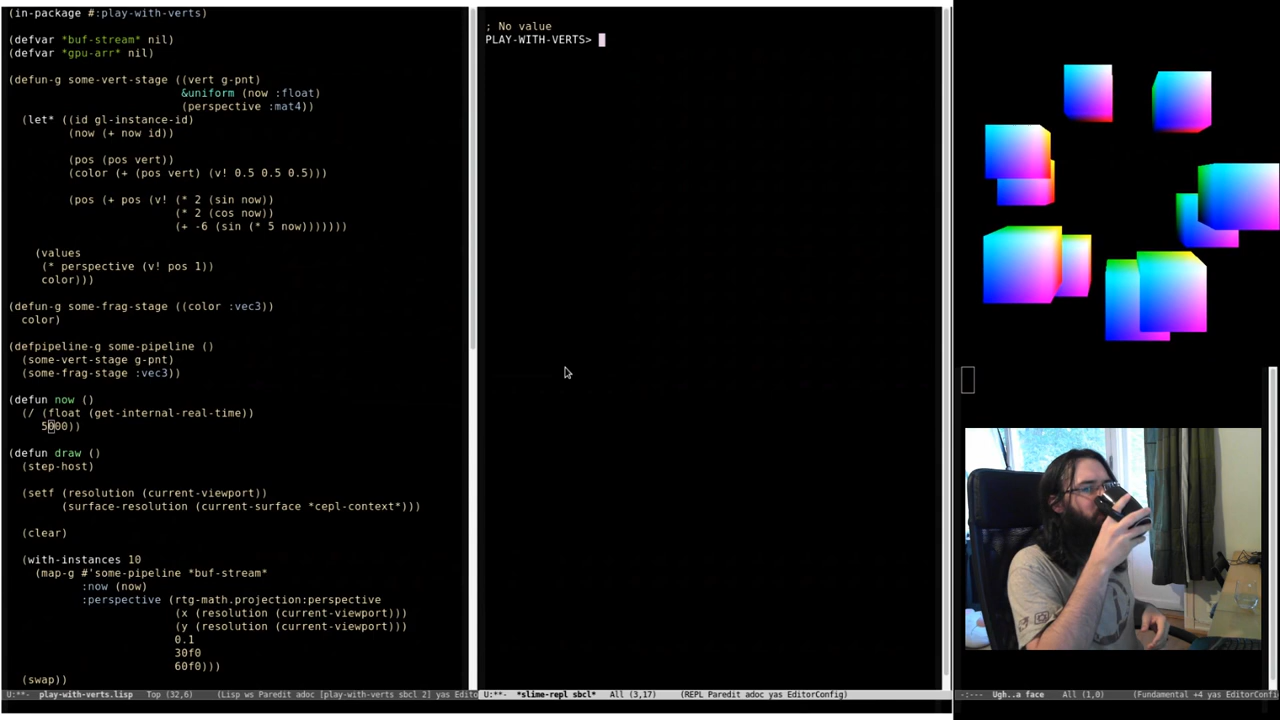 (in-package #:play-with-verts)
(defvar *buf-stream* nil)
(defvar *gpu-arr* nil)
(defun-g some-vert-stage ((vert g-pnt)
&uniform (now :float)
(perspective :mat4))
(let* ((id gl-instance-id)
(now (+ now id))
(pos (pos vert))
(color (+ (pos vert) (v! 0.5 0.5 0.5)))
(pos (+ pos (v! (* 2 (sin now))
(* 2 (cos now))
(+ -6 (sin (* 5 now)))))))
(values
(* perspective (v! pos 1))
color)))
(defun-g some-frag-stage ((color :vec3))
color)
(defpipeline-g some-pipeline ()
(some-vert-stage g-pnt)
(some-frag-stage :vec3))
(defun now ()
(/ (float (get-internal-real-time))
5000))
(defun draw ()
(step-host)
(setf (resolution (current-viewport))
(surface-resolution (current-surface *cepl-context*)))
(clear)
(with-instances 10
(map-g #'some-pipeline *buf-stream*
:now (now)
:perspective (rtg-math.projection:perspective
(x (resolution (current-viewport)))
(y (resolution (current-viewport)))
0.1
30f0
60f0)))
(swap))
U:**- play-with-verts.lisp Top (32,6) (Lisp ws Paredit adoc [play-with-verts sbcl 2] yas Edito
; No value
PLAY-WITH-VERTS>
U:**- *slime-repl sbcl* All (3,17) (REPL Paredit adoc yas EditorConfig)
-:--- Ugh..a face All (1,0) (Fundamental +4 yas EditorConfi